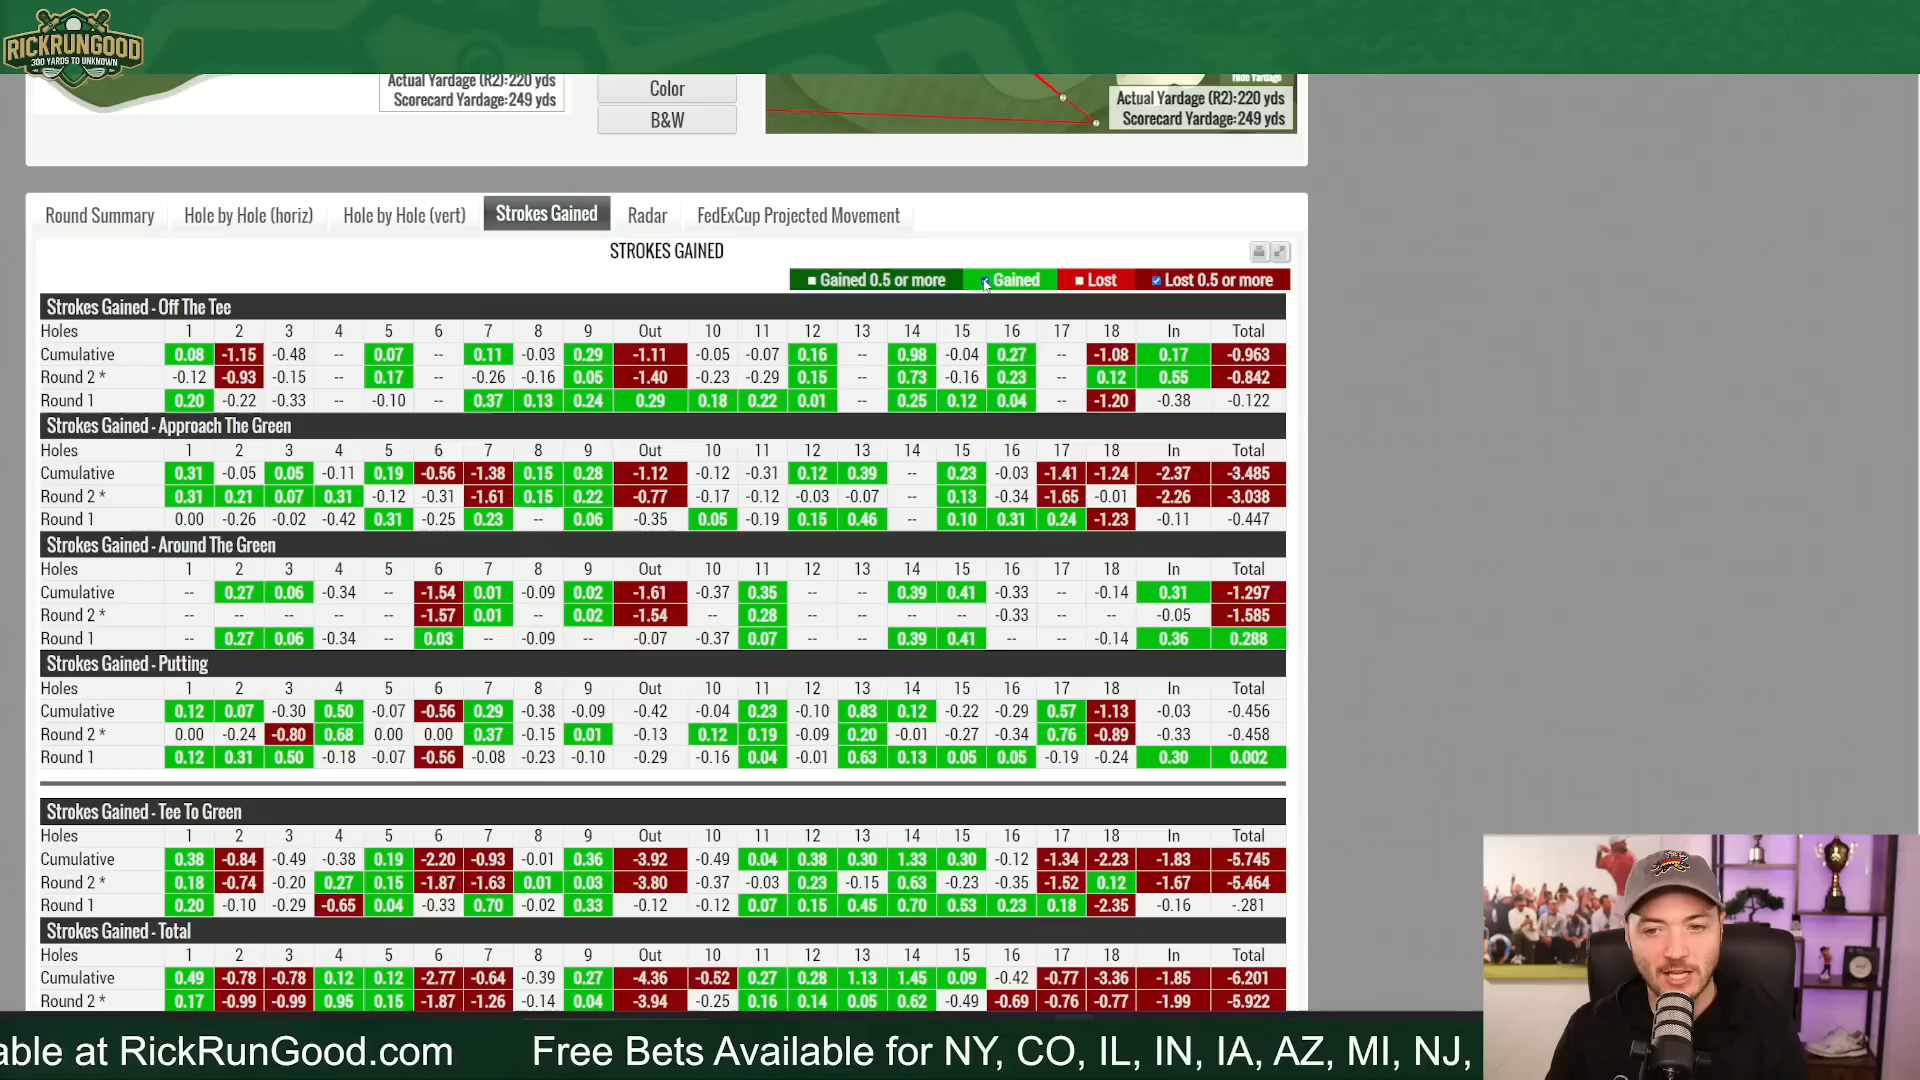 RICKRUNGOOD
300 YARDS TO UNKNOWN
Actual Yardage (R2):220 yds
Scorecard Yardage:249 yds
Color
B&W
Hide Yardage
Actual Yardage (R2):220 yds
Scorecard Yardage:249 yds
Round Summary Hole by Hole (horiz) Hole by Hole (vert) Strokes Gained Radar FedExCup Projected Movement
STROKES GAINED
Gained 0.5 or more Gained Lost Lost 0.5 or more
Strokes Gained - Off The Tee
Holes 1 2 3 4 5 6 7 8 9 Out 10 11 12 13 14 15 16 17 18 In Total
Cumulative 0.08 -1.15 -0.48 -- 0.07 -- 0.11 -0.03 0.29 -1.11 -0.05 -0.07 0.16 -- 0.98 -0.04 0.27 -- -1.08 0.17 -0.963
Round 2 * -0.12 -0.93 -0.15 -- 0.17 -- -0.26 -0.16 0.05 -1.40 -0.23 -0.29 0.15 -- 0.73 -0.16 0.23 -- 0.12 0.55 -0.842
Round 1 0.20 -0.22 -0.33 -- -0.10 -- 0.37 0.13 0.24 0.29 0.18 0.22 0.01 -- 0.25 0.12 0.04 -- -1.20 -0.38 -0.122
Strokes Gained - Approach The Green
Holes 1 2 3 4 5 6 7 8 9 Out 10 11 12 13 14 15 16 17 18 In Total
Cumulative 0.31 -0.05 0.05 -0.11 0.19 -0.56 -1.38 0.15 0.28 -1.12 -0.12 -0.31 0.12 0.39 -- 0.23 -0.03 -1.41 -1.24 -2.37 -3.485
Round 2 * 0.31 0.21 0.07 0.31 -0.12 -0.31 -1.61 0.15 0.22 -0.77 -0.17 -0.12 -0.03 -0.07 -- 0.13 -0.34 -1.65 -0.01 -2.26 -3.038
Round 1 0.00 -0.26 -0.02 -0.42 0.31 -0.25 0.23 -- 0.06 -0.35 0.05 -0.19 0.15 0.46 -- 0.10 0.31 0.24 -1.23 -0.11 -0.447
Strokes Gained - Around The Green
Holes 1 2 3 4 5 6 7 8 9 Out 10 11 12 13 14 15 16 17 18 In Total
Cumulative -- 0.27 0.06 -0.34 -- -1.54 0.01 -0.09 0.02 -1.61 -0.37 0.35 -- -- 0.39 0.41 -0.33 -- -0.14 0.31 -1.297
Round 2 * -- -- -- -- -- -1.57 0.01 -- 0.02 -1.54 -- 0.28 -- -- -- -- -0.33 -- -- -0.05 -1.585
Round 1 -- 0.27 0.06 -0.34 -- 0.03 -- -0.09 -- -0.07 -0.37 0.07 -- -- 0.39 0.41 -- -- -0.14 0.36 0.288
Strokes Gained - Putting
Holes 1 2 3 4 5 6 7 8 9 Out 10 11 12 13 14 15 16 17 18 In Total
Cumulative 0.12 0.07 -0.30 0.50 -0.07 -0.56 0.29 -0.38 -0.09 -0.42 -0.04 0.23 -0.10 0.83 0.12 -0.22 -0.29 0.57 -1.13 -0.03 -0.456
Round 2 * 0.00 -0.24 -0.80 0.68 0.00 0.00 0.37 -0.15 0.01 -0.13 0.12 0.19 -0.09 0.20 -0.01 -0.27 -0.34 0.76 -0.89 -0.33 -0.458
Round 1 0.12 0.31 0.50 -0.18 -0.07 -0.56 -0.08 -0.23 -0.10 -0.29 -0.16 0.04 -0.01 0.63 0.13 0.05 0.05 -0.19 -0.24 0.30 0.002
Strokes Gained - Tee To Green
Holes 1 2 3 4 5 6 7 8 9 Out 10 11 12 13 14 15 16 17 18 In Total
Cumulative 0.38 -0.84 -0.49 -0.38 0.19 -2.20 -0.93 -0.01 0.36 -3.92 -0.49 0.04 0.38 0.30 1.33 0.30 -0.12 -1.34 -2.23 -1.83 -5.745
Round 2 * 0.18 -0.74 -0.20 0.27 0.15 -1.87 -1.63 0.01 0.03 -3.80 -0.37 -0.03 0.23 -0.15 0.63 -0.23 -0.35 -1.52 0.12 -1.67 -5.464
Round 1 0.20 -0.10 -0.29 -0.65 0.04 -0.33 0.70 -0.02 0.33 -0.12 -0.12 0.07 0.15 0.45 0.70 0.53 0.23 0.18 -2.35 -0.16 -.281
Strokes Gained - Total
Holes 1 2 3 4 5 6 7 8 9 Out 10 11 12 13 14 15 16 17 18 In Total
Cumulative 0.49 -0.78 -0.78 0.12 0.12 -2.77 -0.64 -0.39 0.27 -4.36 -0.52 0.27 0.28 1.13 1.45 0.09 -0.42 -0.77 -3.36 -1.85 -6.201
Round 2 * 0.17 -0.99 -0.99 0.95 0.15 -1.87 -1.26 -0.14 0.04 -3.94 -0.25 0.16 0.14 0.05 0.62 -0.49 -0.69 -0.76 -0.77 -1.99 -5.922
able at RickRunGood.com Free Bets Available for NY, CO, IL, IN, IA, AZ, MI, NJ,